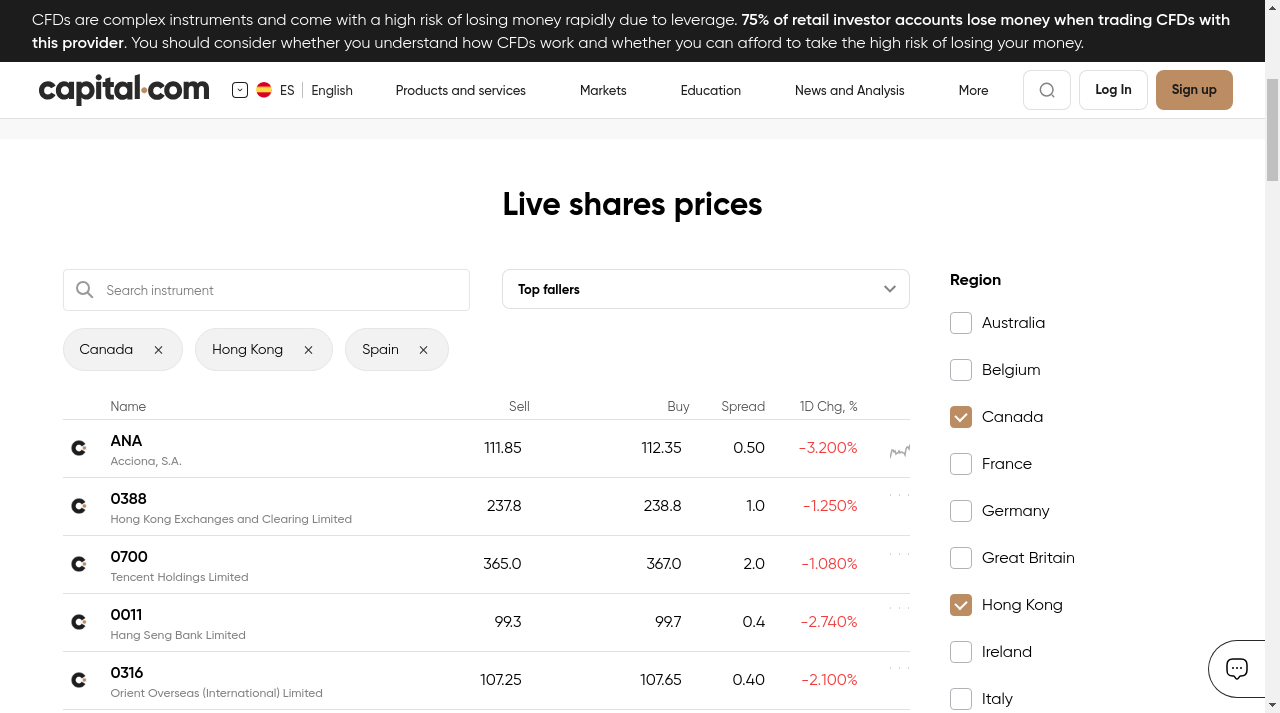 CFDs are complex instruments and come with a high risk of losing money rapidly due to leverage. 75% of retail investor accounts lose money when trading CFDs with
this provider. You should consider whether you understand how CFDs work and whether you can afford to take the high risk of losing your money.
capital.com ES English Products and services Markets Education News and Analysis More Log In Sign up
Live shares prices
Search instrument
Top fallers
Canada Hong Kong Spain
Name Sell Buy Spread 1D Chg, %
ANA 111.85 112.35 0.50 -3.200%
Acciona, S.A.
0388 237.8 238.8 1.0 -1.250%
Hong Kong Exchanges and Clearing Limited
0700 365.0 367.0 2.0 -1.080%
Tencent Holdings Limited
0011 99.3 99.7 0.4 -2.740%
Hang Seng Bank Limited
0316 107.25 107.65 0.40 -2.100%
Orient Overseas (International) Limited
Region
Australia
Belgium
Canada
France
Germany
Great Britain
Hong Kong
Ireland
Italy